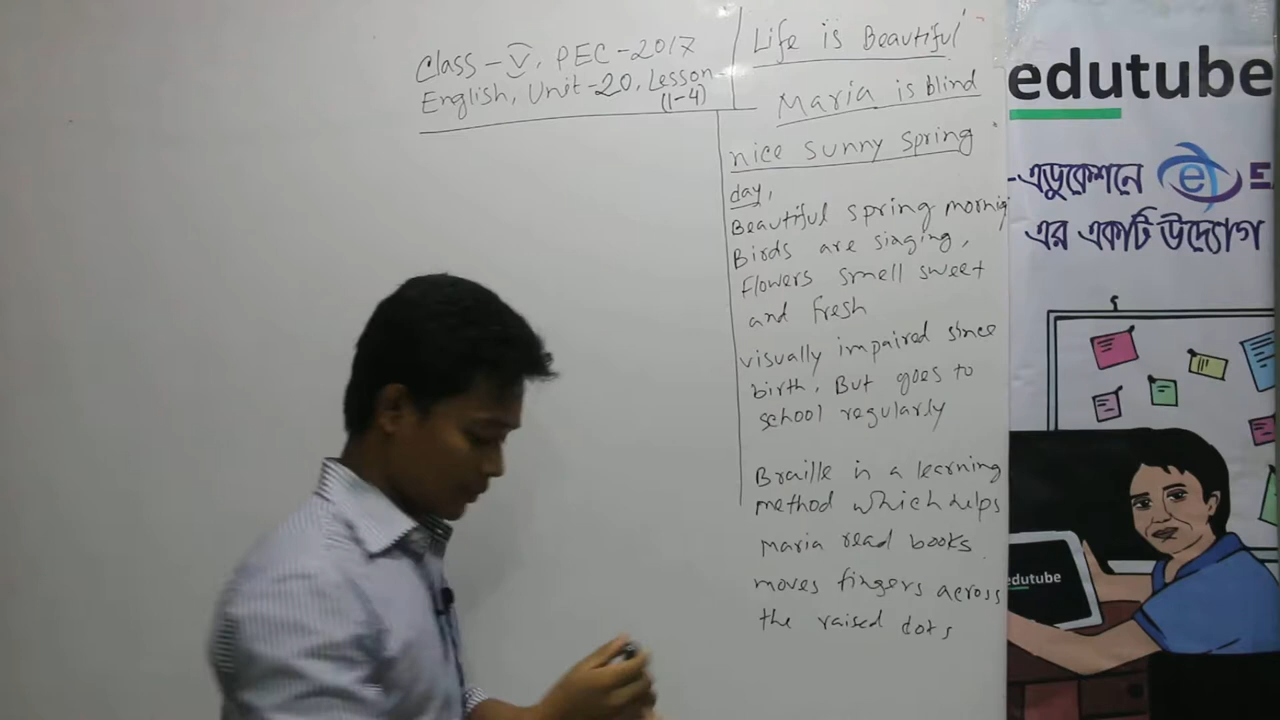 Class-V, PEC-2017
English, Unit-20, Lesson-
(1-4)
Life is Beautiful
Maria is blind
nice sunny spring
day,
Beautiful spring mornig
Birds are singing,
flowers smell sweet
and fresh
visually impaired since
birth. But goes to
school regularly
Braille is a learning
method which helps
Maria read books.
moves fingers across
the raised dots
edutube
-এডুকেশনে e E
এর একটি উদ্যোগ
edutube